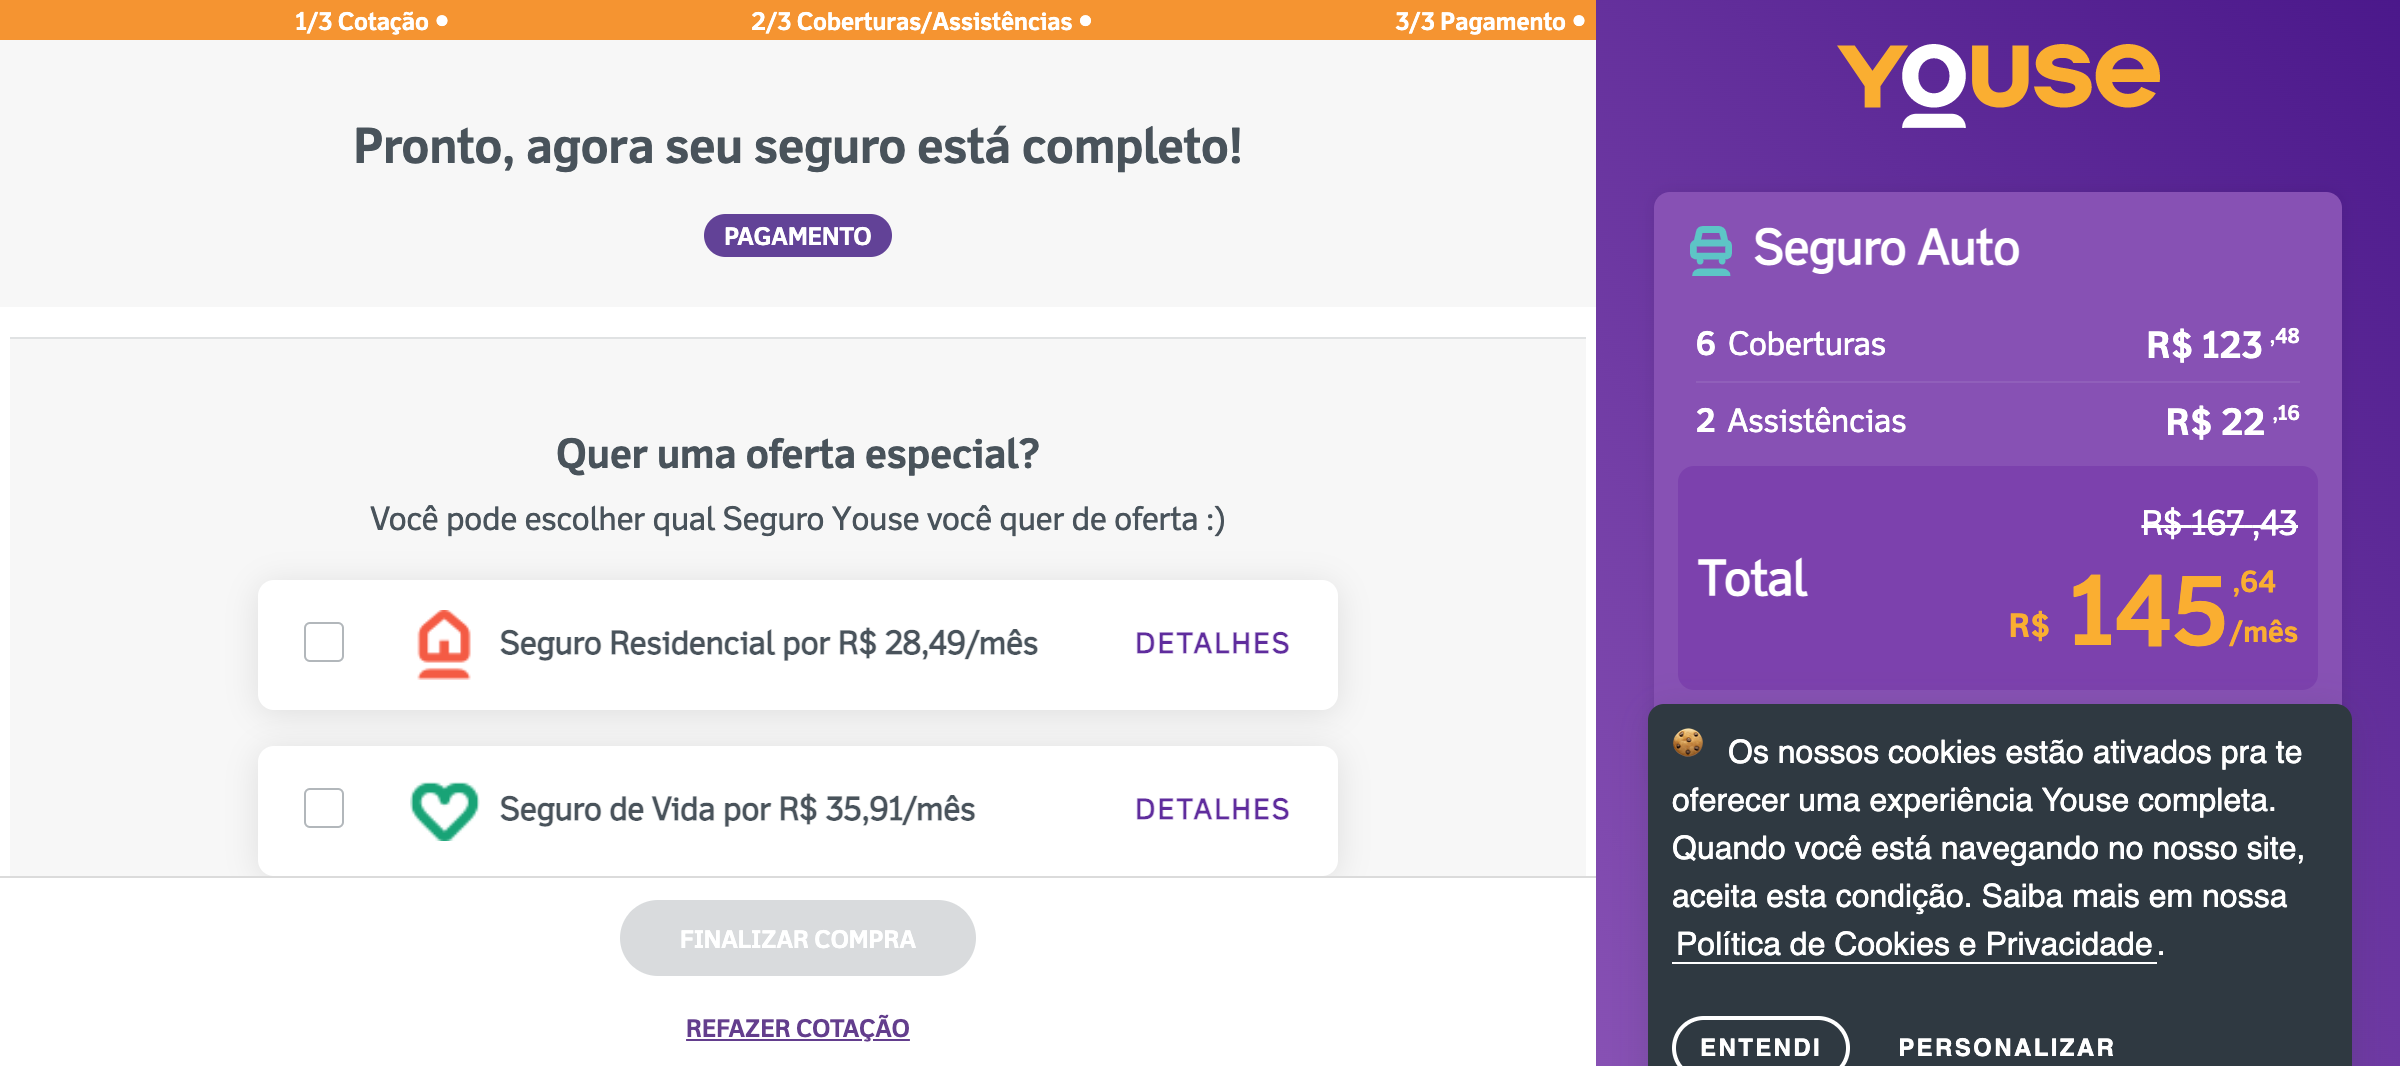 1/3 Cotação
2/3 Coberturas/Assistências
3/3 Pagamento
Pronto, agora seu seguro está completo!
PAGAMENTO
Quer uma oferta especial?
Você pode escolher qual Seguro Youse você quer de oferta :)
Seguro Residencial por R$ 28,49/mês
DETALHES
Seguro de Vida por R$ 35,91/mês
DETALHES
FINALIZAR COMPRA
REFAZER COTAÇÃO
YOUSE
Seguro Auto
6 Coberturas R$ 123,48
2 Assistências R$ 22,16
R$ 167,43
Total R$ 145,64/mês
Os nossos cookies estão ativados pra te
oferecer uma experiência Youse completa.
Quando você está navegando no nosso site,
aceita esta condição. Saiba mais em nossa
Política de Cookies e Privacidade.
ENTENDI
PERSONALIZAR